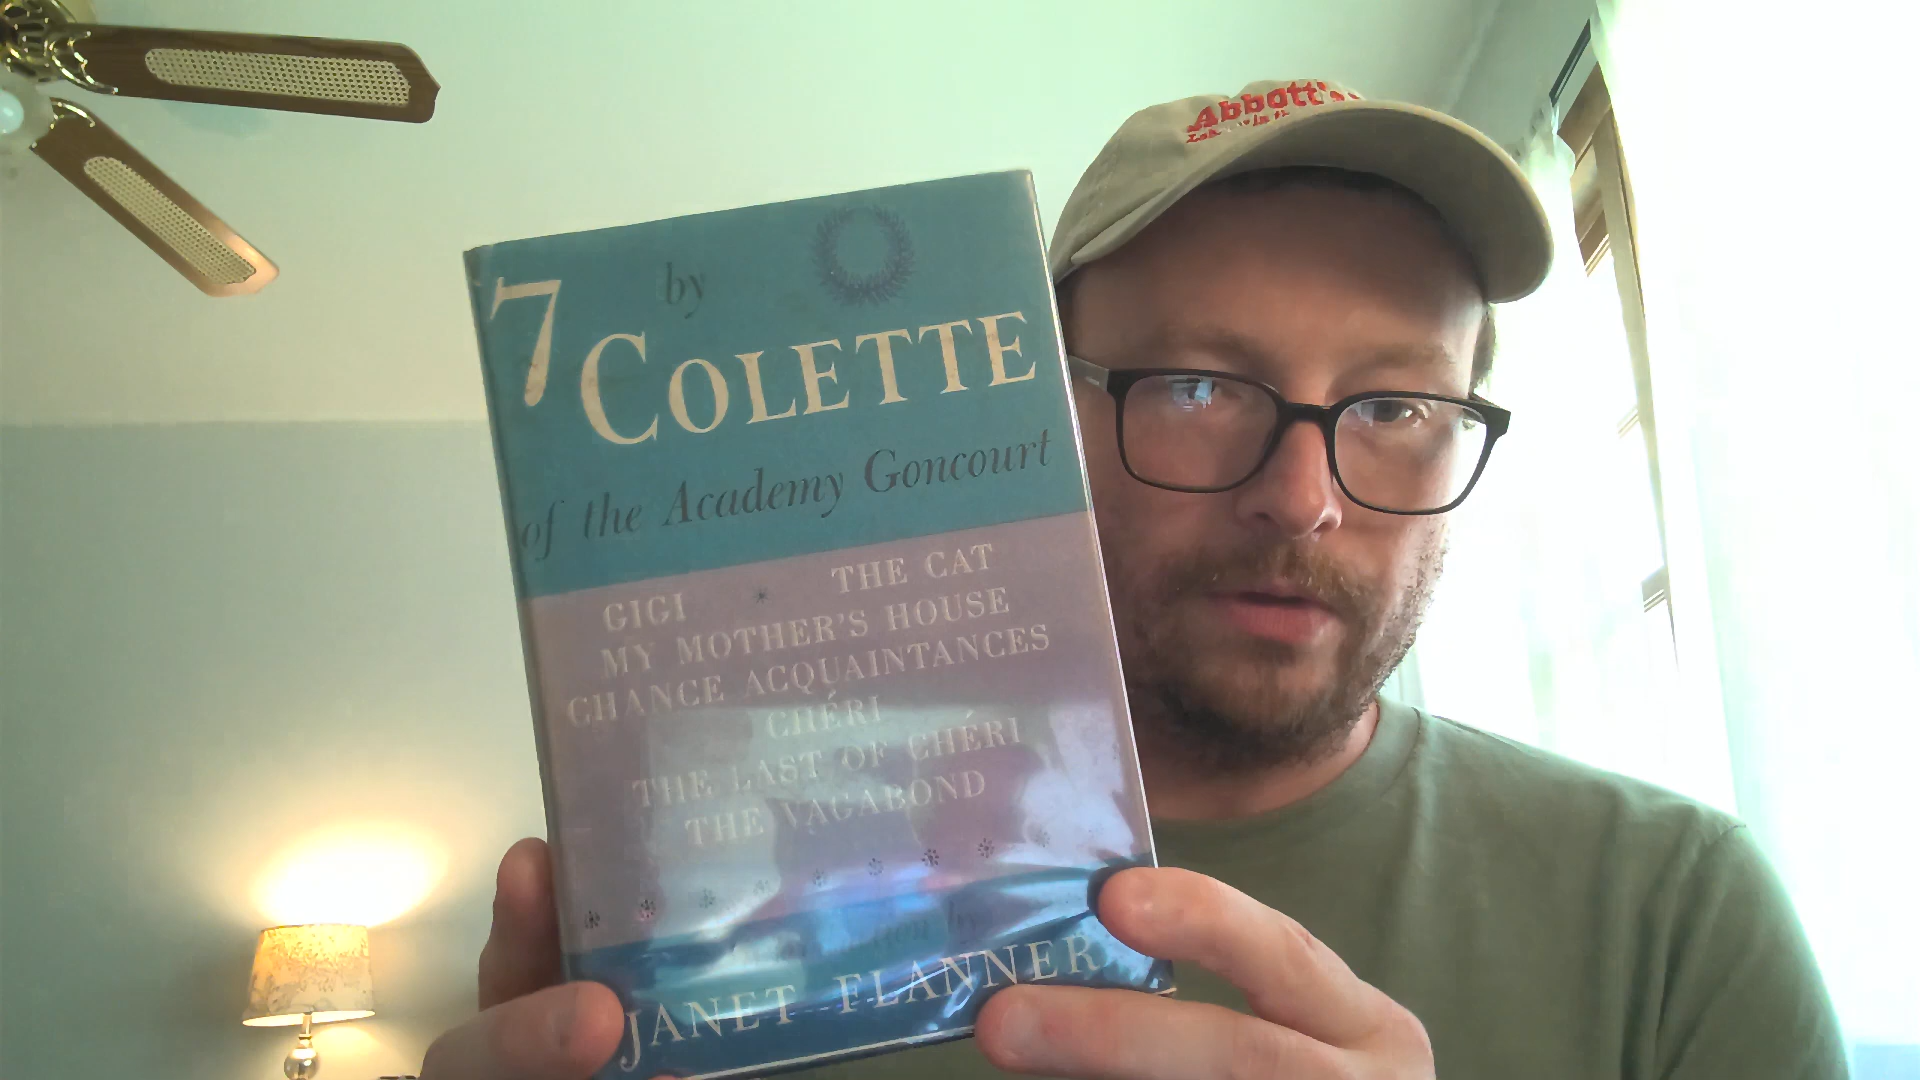 Abbott's
7 by
COLETTE
of the Academy Goncourt
GIGI * THE CAT
MY MOTHER'S HOUSE
CHANCE ACQUAINTANCES
CHÉRI
THE LAST OF CHÉRI
THE VAGABOND
by
JANET FLANNER